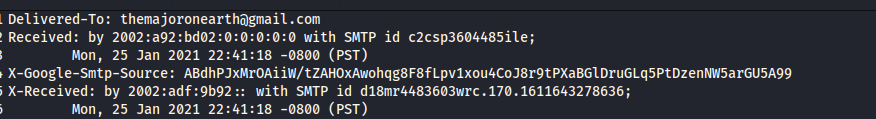 1 Delivered-To: themajoronearth@gmail.com
2 Received: by 2002:a92:bd02:0:0:0:0:0 with SMTP id c2csp3604485ile;
3 Mon, 25 Jan 2021 22:41:18 -0800 (PST)
4 X-Google-Smtp-Source: ABdhPJxMrOAiiW/tZAHOxAwohqg8F8fLpv1xou4CoJ8r9tPXaBGlDruGLq5PtDzenNW5arGU5A99
5 X-Received: by 2002:adf:9b92:: with SMTP id d18mr4483603wrc.170.1611643278636;
6 Mon, 25 Jan 2021 22:41:18 -0800 (PST)